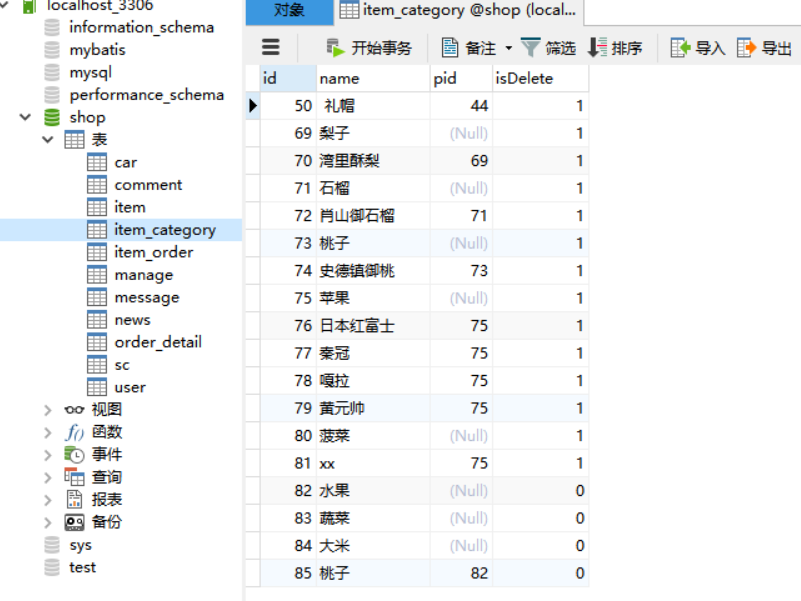 localhost_3306
information_schema
mybatis
mysql
performance_schema
shop
表
car
comment
item
item_category
item_order
manage
message
news
order_detail
sc
user
视图
f() 函数
事件
查询
报表
备份
sys
test
对象 item_category @shop (local...
开始事务 备注 筛选 排序 导入 导出
id name pid isDelete
50 礼帽 44 1
69 梨子 (Null) 1
70 湾里酥梨 69 1
71 石榴 (Null) 1
72 肖山御石榴 71 1
73 桃子 (Null) 1
74 史德镇御桃 73 1
75 苹果 (Null) 1
76 日本红富士 75 1
77 秦冠 75 1
78 嘎拉 75 1
79 黄元帅 75 1
80 菠菜 (Null) 1
81 xx 75 1
82 水果 (Null) 0
83 蔬菜 (Null) 0
84 大米 (Null) 0
85 桃子 82 0